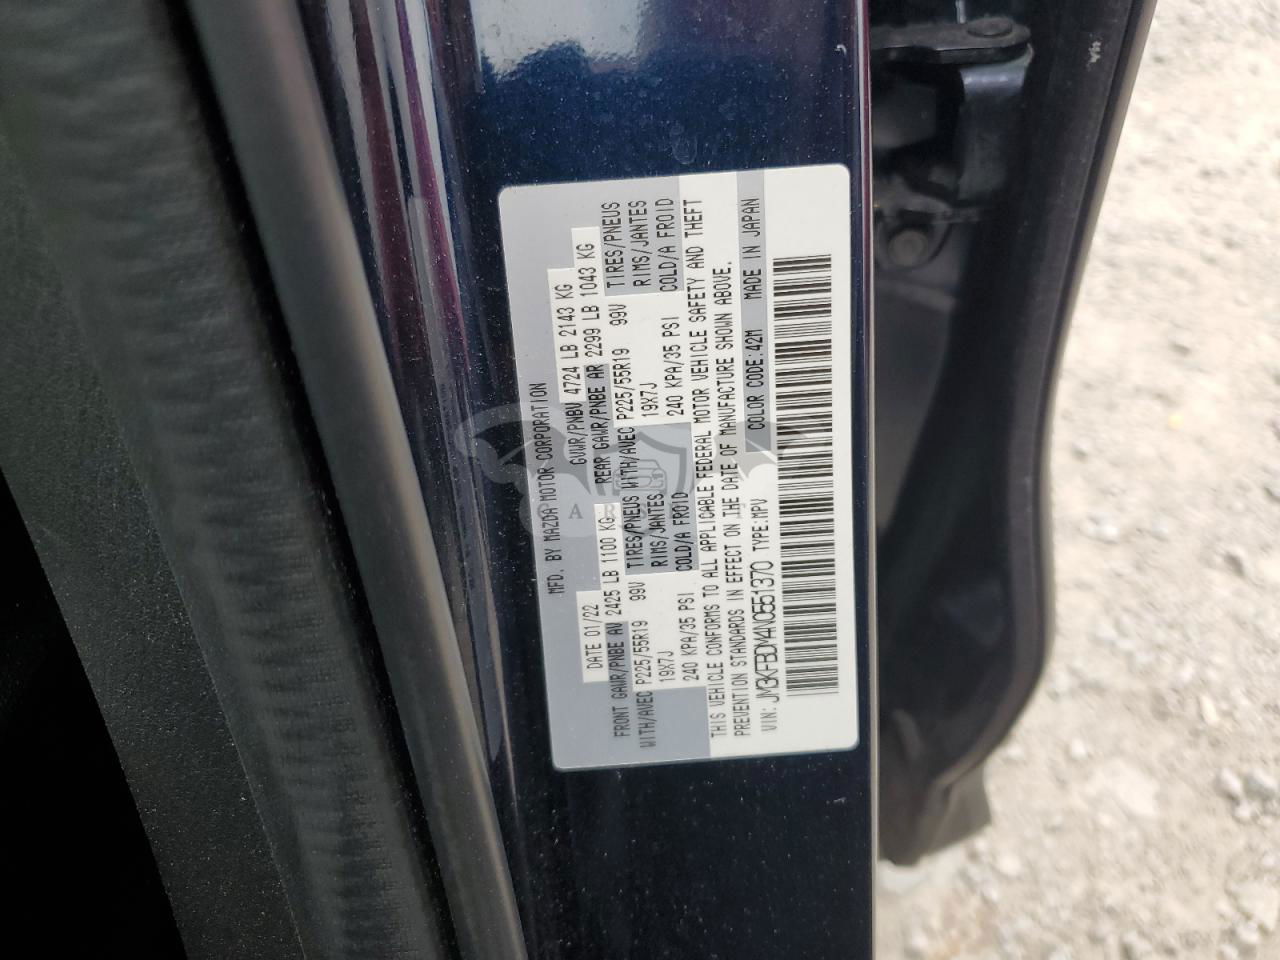 MFD. BY MAZDA MOTOR CORPORATION
DATE 01/22 GVWR/PNBV 4724 LB 2143 KG
FRONT GAWR/PNBE AV 2425 LB 1100 KG REAR GAWR/PNBE AR 2299 LB 1043 KG
WITH/AVEC P225/55R19 99V TIRES/PNEUS WITH/AVEC P225/55R19 99V TIRES/PNEUS
19X7J RIMS/JANTES 19X7J RIMS/JANTES
240 KPA/35 PSI COLD/A FROID 240 KPA/35 PSI COLD/A FROID
THIS VEHICLE CONFORMS TO ALL APPLICABLE FEDERAL MOTOR VEHICLE SAFETY AND THEFT
PREVENTION STANDARDS IN EFFECT ON THE DATE OF MANUFACTURE SHOWN ABOVE.
VIN: JM3KFBDM4N0551370 TYPE:MPV COLOR CODE:42M MADE IN JAPAN